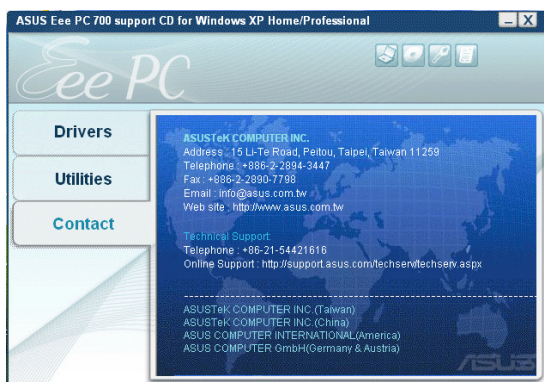 ASUS Eee PC 700 support CD for Windows XP Home/Professional
Eee PC
Drivers
Utilities
Contact
ASUSTeK COMPUTER INC.
Address : 15 Li-Te Road, Peitou, Taipei, Taiwan 11259
Telephone : +886-2-2894-3447
Fax : +886-2-2890-7798
Email : info@asus.com.tw
Web site : http://www.asus.com.tw
Technical Support:
Telephone : +86-21-54421616
Online Support : http://support.asus.com/techserv/techserv.aspx
ASUSTeK COMPUTER INC.(Taiwan)
ASUSTeK COMPUTER INC.(China)
ASUS COMPUTER INTERNATIONAL(America)
ASUS COMPUTER GmbH(Germany & Austria)
ASUS